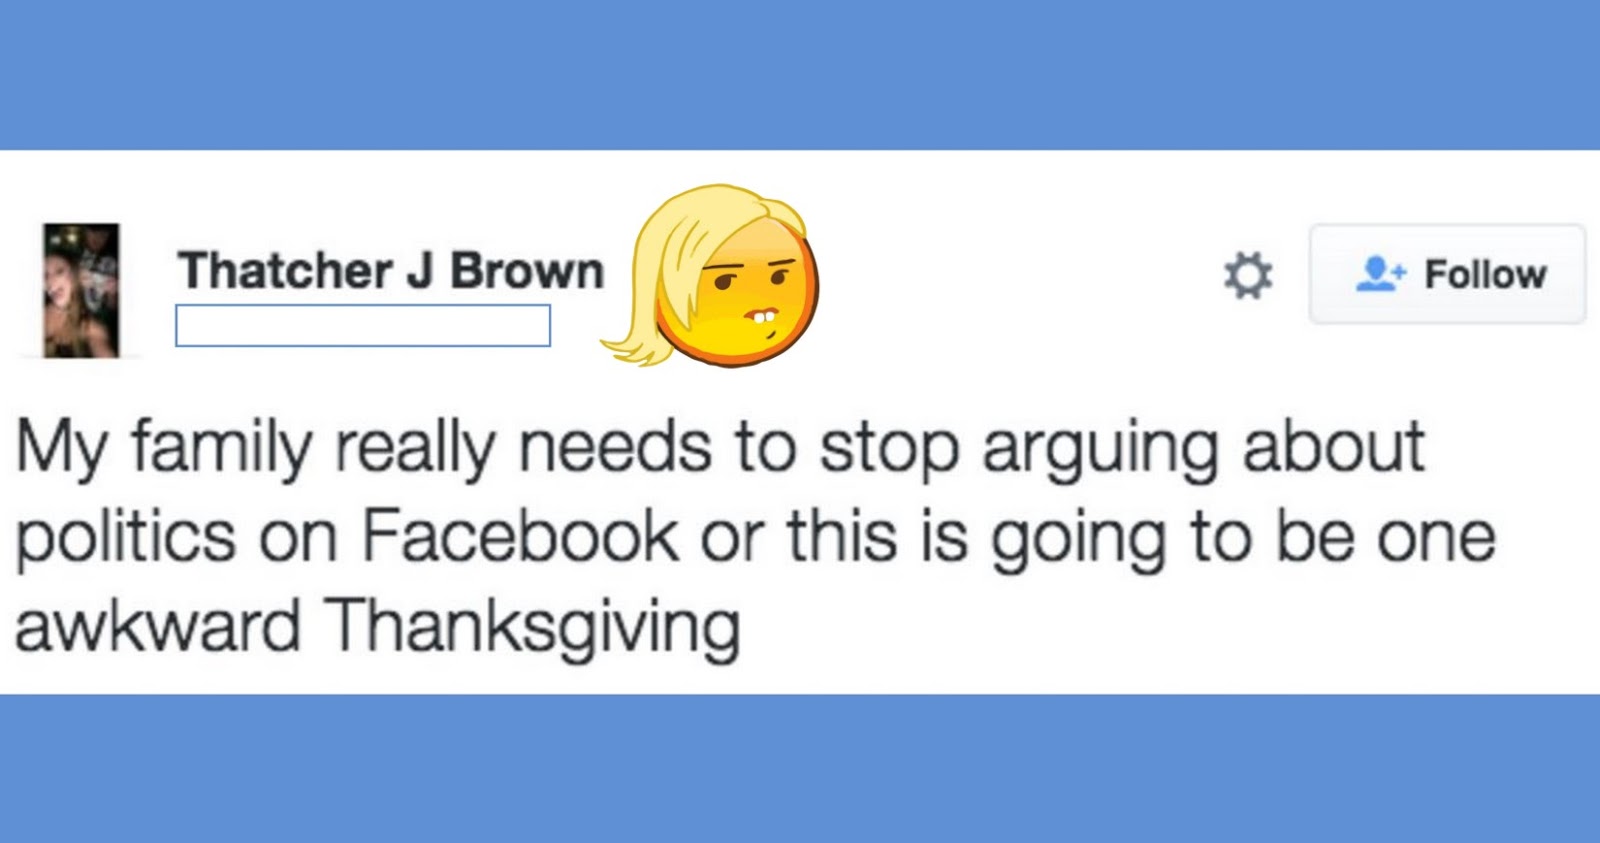 Thatcher J Brown
Follow
My family really needs to stop arguing about
politics on Facebook or this is going to be one
awkward Thanksgiving